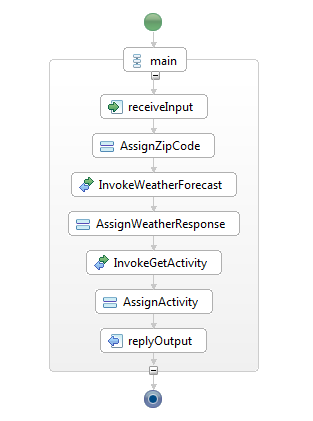 main
receiveInput
AssignZipCode
InvokeWeatherForecast
AssignWeatherResponse
InvokeGetActivity
AssignActivity
replyOutput